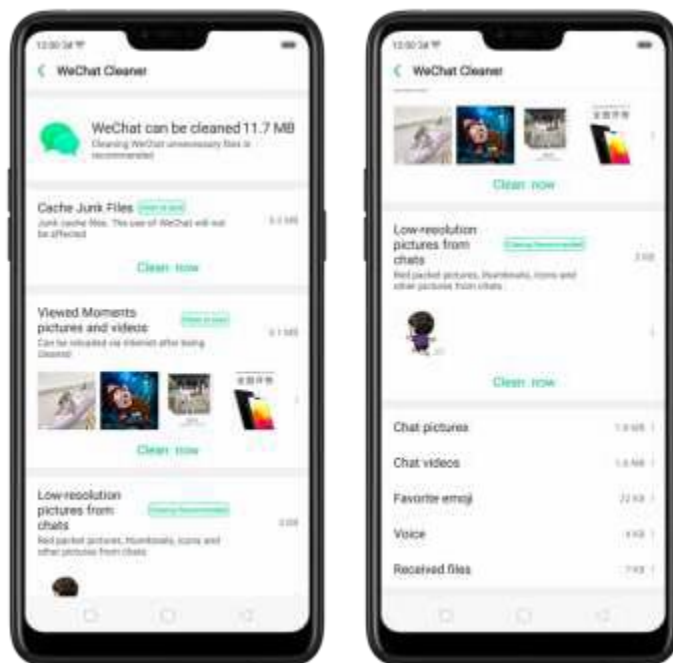 WeChat Cleaner
WeChat can be cleaned 11.7 MB
Cleaning WeChat unnecessary files is
recommended
Cache Junk Files
Junk cache files. The use of WeChat will not
be affected
Clean now
Viewed Moments
pictures and videos
Can be reloaded via internet after being
cleaned
Clean now
Low-resolution
pictures from
chats
Red packet pictures, thumbnails, icons and
other pictures from chats
WeChat Cleaner
Clean now
Low-resolution
pictures from
chats
Red packet pictures, thumbnails, icons and
other pictures from chats
Clean now
Chat pictures
Chat videos
Favorite emoji 22 KB
Voice
Received files